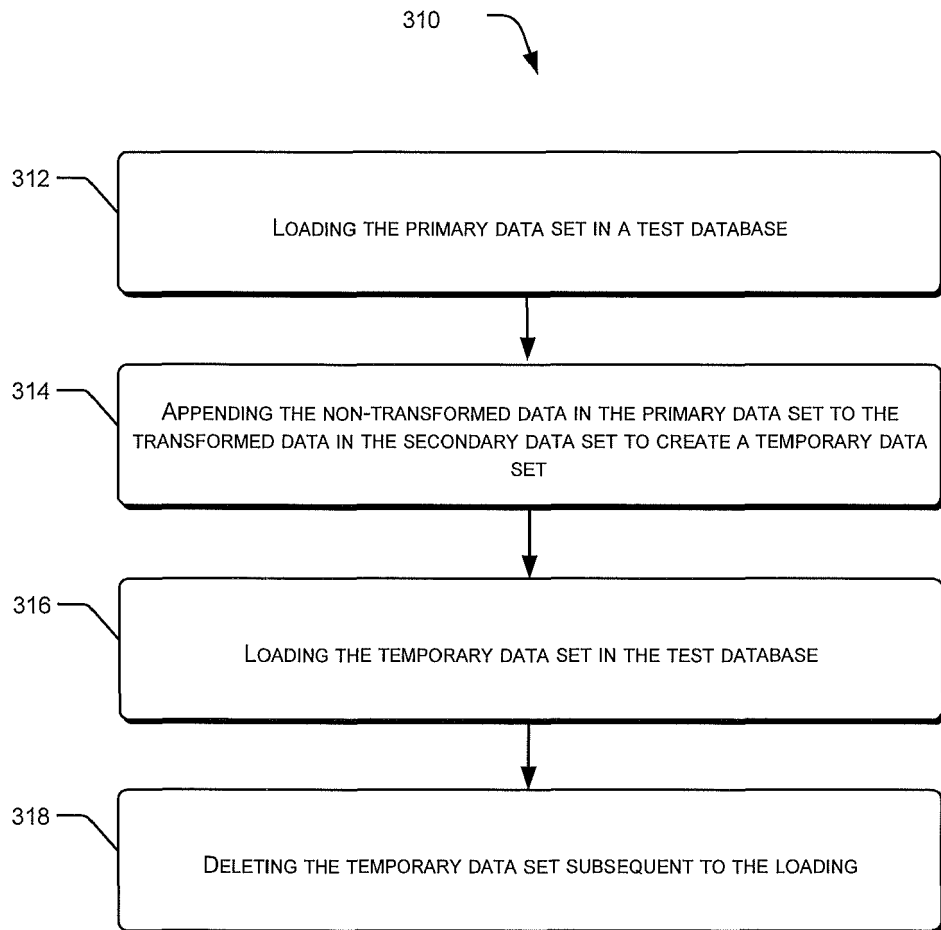 310
312
LOADING THE PRIMARY DATA SET IN A TEST DATABASE
314
APPENDING THE NON-TRANSFORMED DATA IN THE PRIMARY DATA SET TO THE
TRANSFORMED DATA IN THE SECONDARY DATA SET TO CREATE A TEMPORARY DATA
SET
316
LOADING THE TEMPORARY DATA SET IN THE TEST DATABASE
318
DELETING THE TEMPORARY DATA SET SUBSEQUENT TO THE LOADING